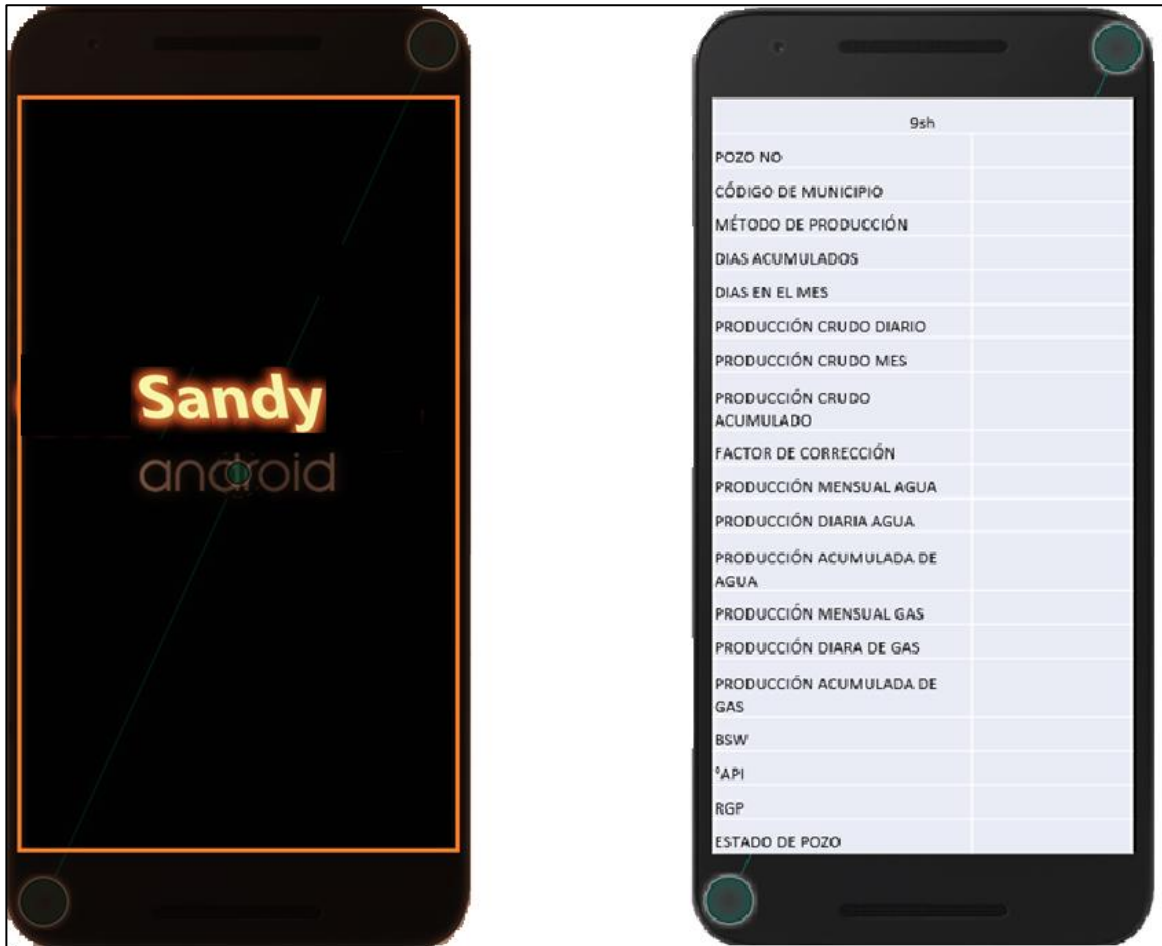 Sandy
android
9sh
POZO NO
CÓDIGO DE MUNICIPIO
MÉTODO DE PRODUCCIÓN
DIAS ACUMULADOS
DIAS EN EL MES
PRODUCCIÓN CRUDO DIARIO
PRODUCCIÓN CRUDO MES
PRODUCCIÓN CRUDO
ACUMULADO
FACTOR DE CORRECCIÓN
PRODUCCIÓN MENSUAL AGUA
PRODUCCIÓN DIARIA AGUA
PRODUCCIÓN ACUMULADA DE
AGUA
PRODUCCIÓN MENSUAL GAS
PRODUCCIÓN DIARA DE GAS
PRODUCCIÓN ACUMULADA DE
GAS
BSW
°API
RGP
ESTADO DE POZO